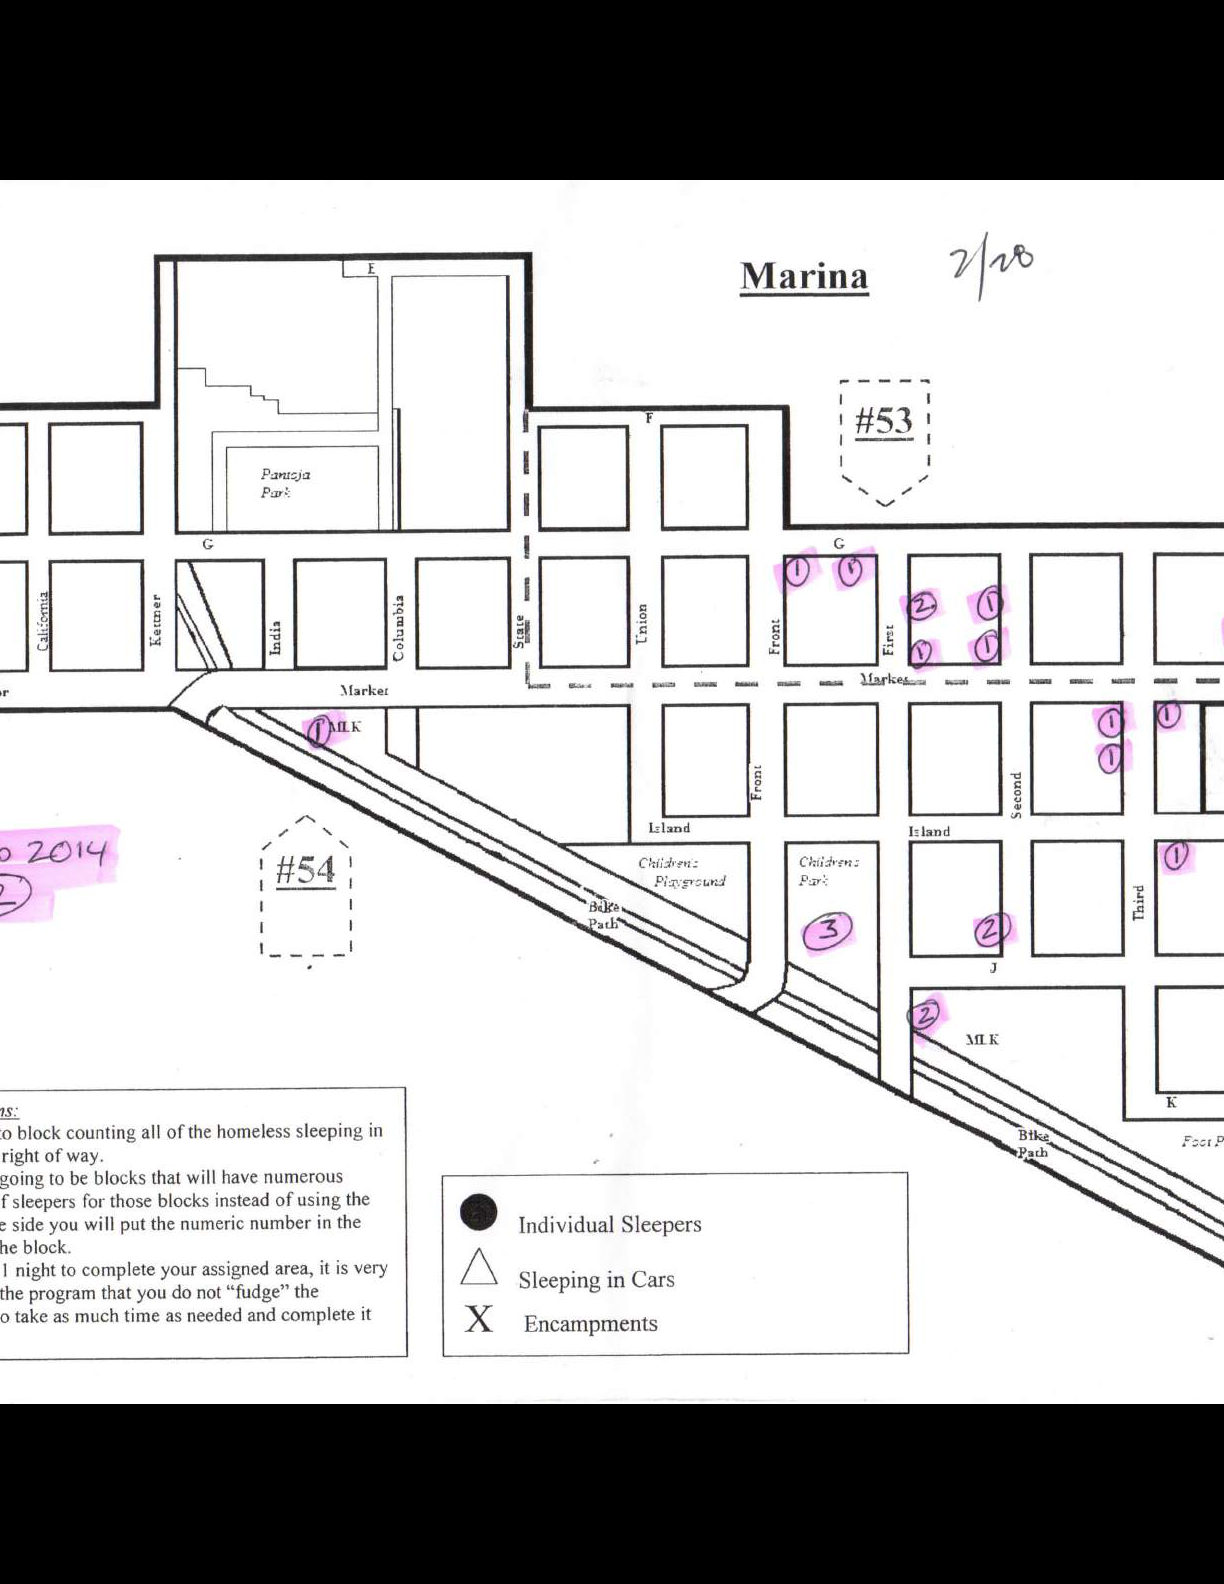 Marina
2/28
E
F
#53
Pantoja
Park
G
G
1
1
2
1
1
1
California
Kettner
India
Columbia
State
Union
Front
First
Market
Market
1
MLK
1
1
1
Front
Second
Island
Island
2014
#54
Children's
Playground
Children's
Park
1
Third
Bike
Path
3
2
J
2
MLK
K
Bike
Path
Foot P
ns:
to block counting all of the homeless sleeping in
right of way.
going to be blocks that will have numerous
f sleepers for those blocks instead of using the
e side you will put the numeric number in the
he block.
1 night to complete your assigned area, it is very
the program that you do not “fudge” the
o take as much time as needed and complete it
Individual Sleepers
Sleeping in Cars
X Encampments